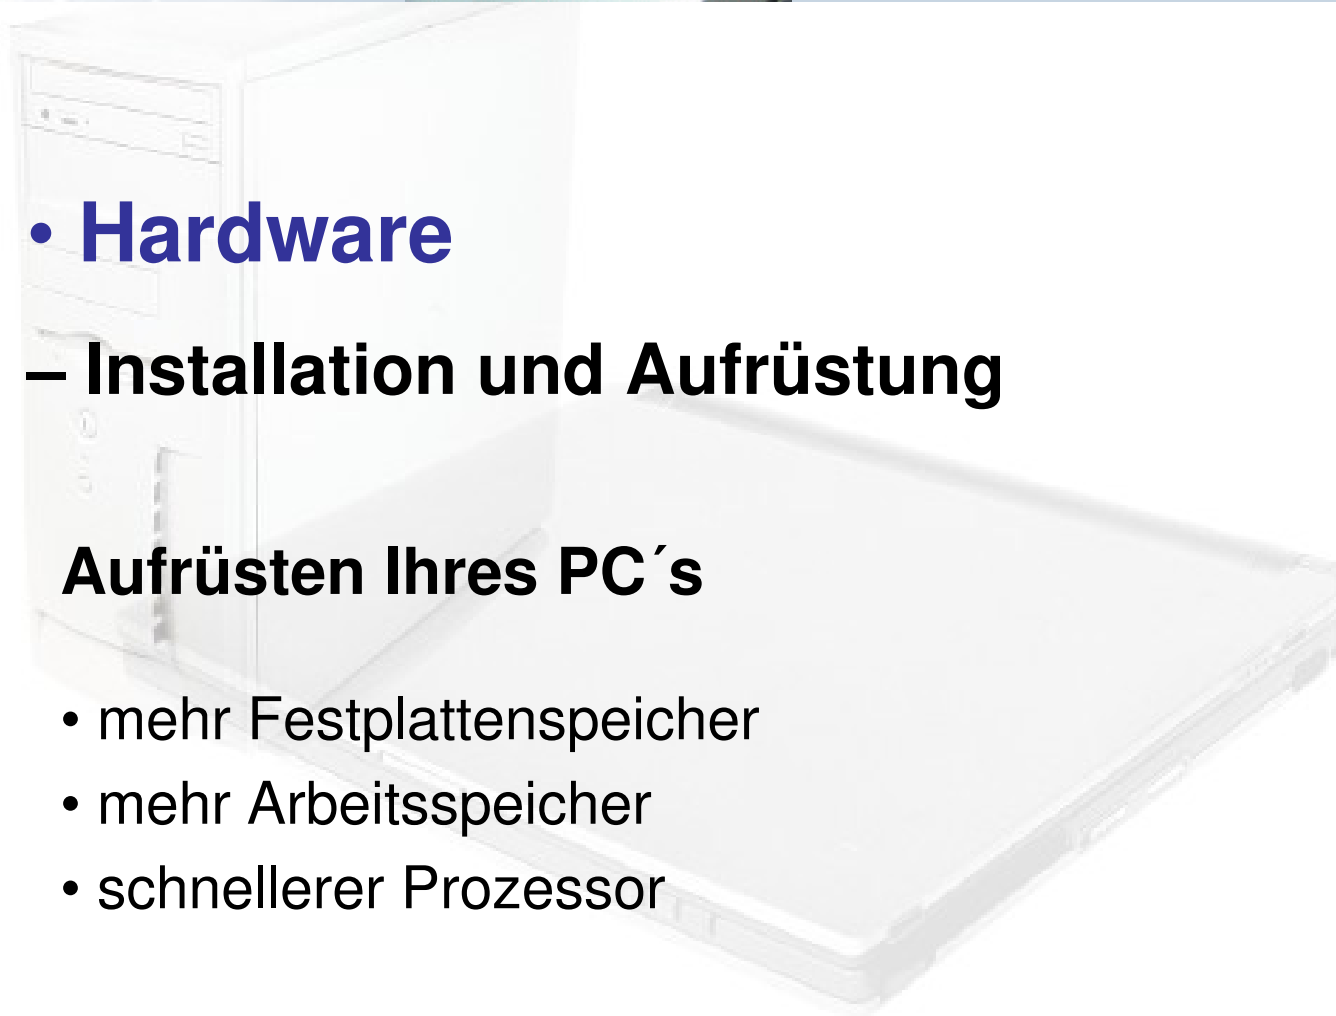 • Hardware
– Installation und Aufrüstung
Aufrüsten Ihres PC´s
• mehr Festplattenspeicher
• mehr Arbeitsspeicher
• schnellerer Prozessor